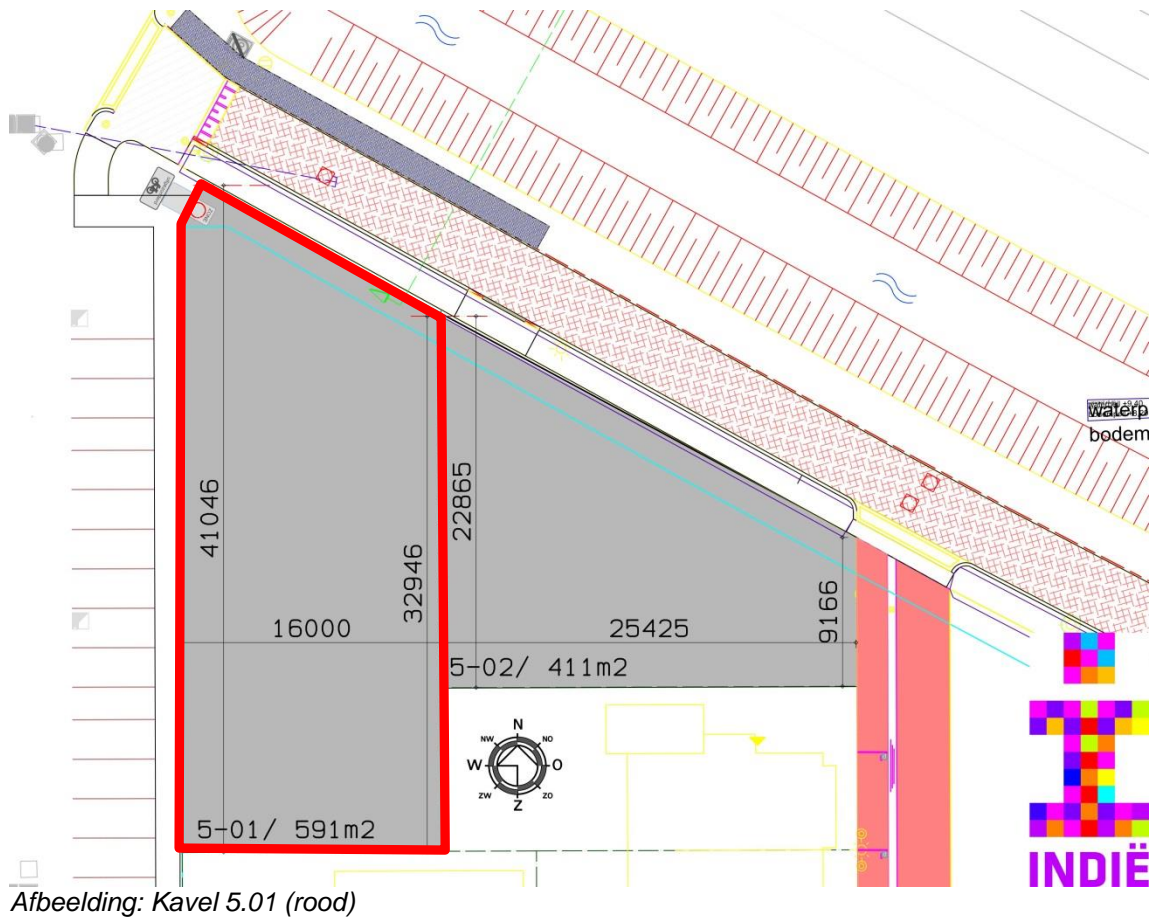 waterp
bodem
41046
22865
32946
9166
16000
25425
5-02/ 411m2
N
NW
NO
W
O
ZW
ZO
Z
5-01/ 591m2
INDIË
Afbeelding: Kavel 5.01 (rood)